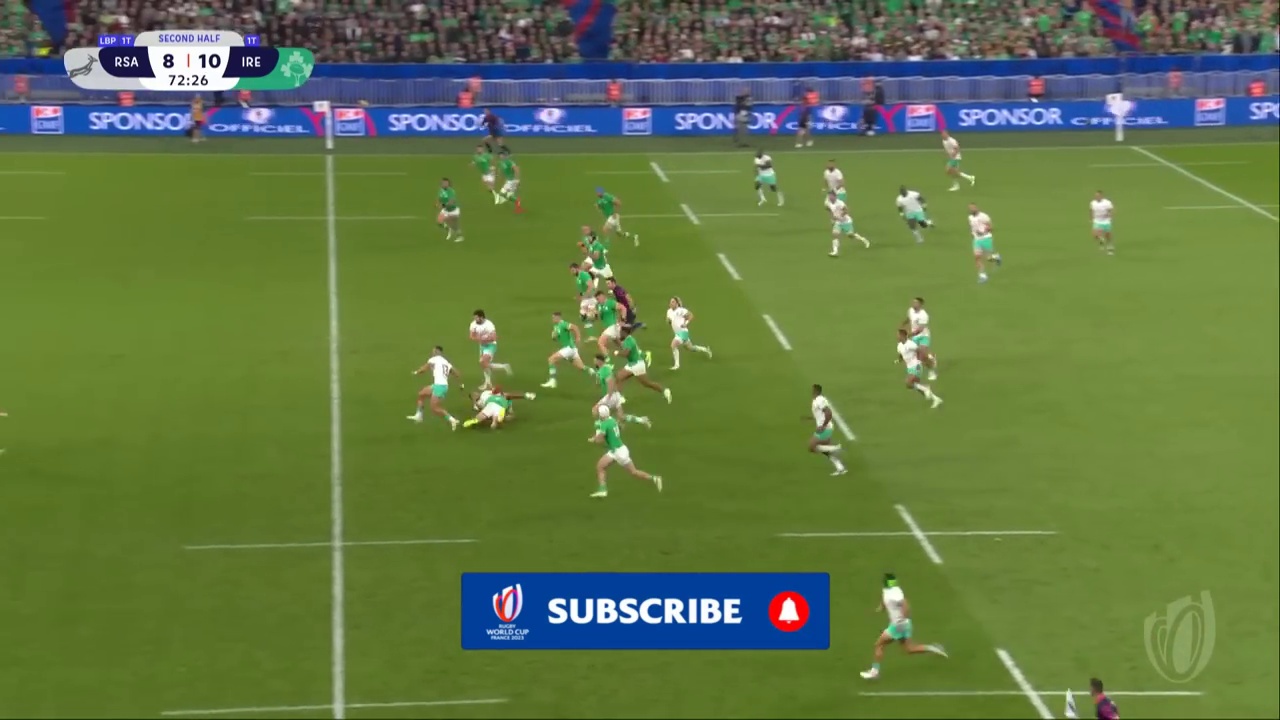 LBP 1T SECOND HALF 1T
RSA 8 10 IRE
72:26
SPONSOR OFFICIEL SPONSOR OFFICIEL SPONSOR OFFICIEL SPONSOR OFFICIEL
SUBSCRIBE
RUGBY
WORLD CUP
FRANCE 2023